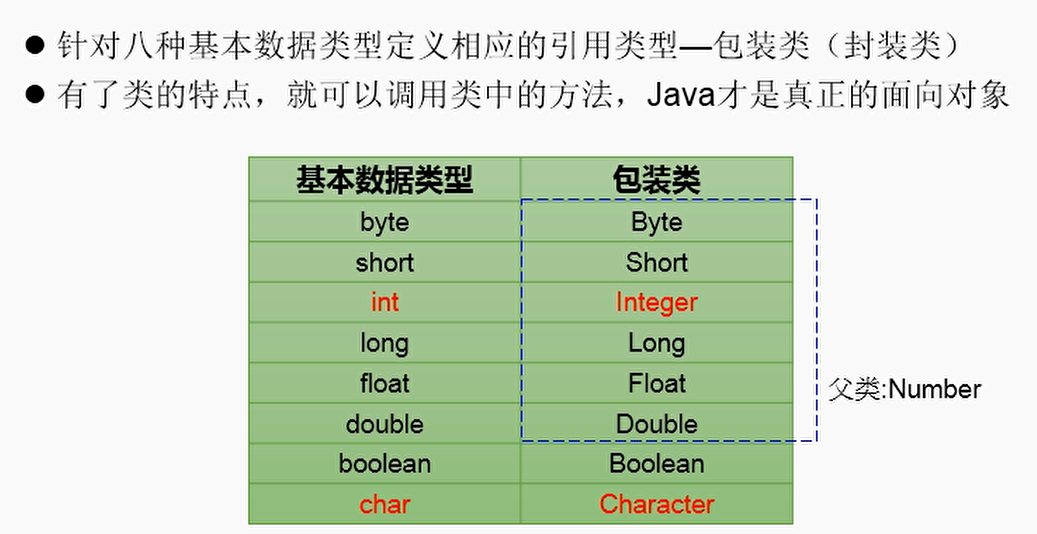 ● 针对八种基本数据类型定义相应的引用类型—包装类（封装类）
● 有了类的特点，就可以调用类中的方法，Java才是真正的面向对象
基本数据类型 包装类
byte Byte
short Short
int Integer
long Long
float Float
父类:Number
double Double
boolean Boolean
char Character